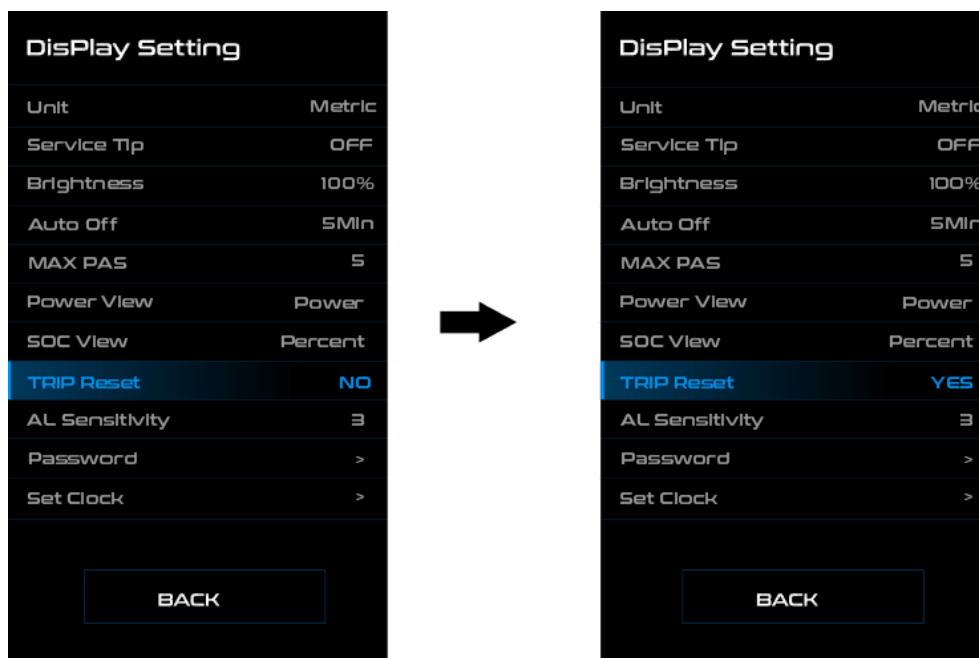 DisPlay Setting
Unit Metric
Service Tip OFF
Brightness 100%
Auto Off 5Min
MAX PAS 5
Power View Power
SOC View Percent
TRIP Reset NO
AL Sensitivity 3
Password >
Set Clock >
BACK
DisPlay Setting
Unit Metric
Service Tip OFF
Brightness 100%
Auto Off 5Min
MAX PAS 5
Power View Power
SOC View Percent
TRIP Reset YES
AL Sensitivity 3
Password >
Set Clock >
BACK